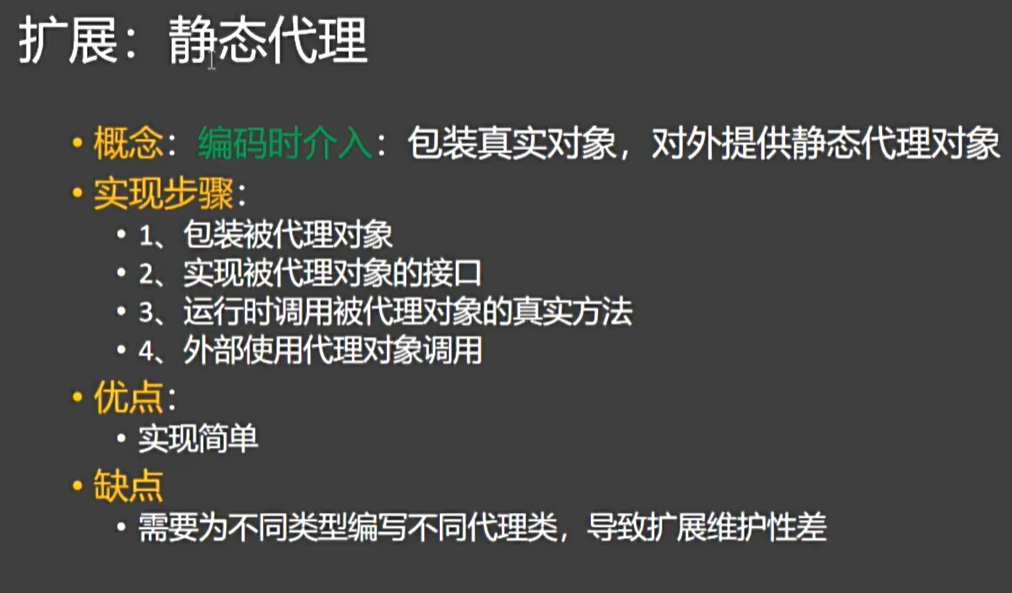 扩展：静态代理
• 概念：编码时介入：包装真实对象，对外提供静态代理对象
• 实现步骤：
• 1、包装被代理对象
• 2、实现被代理对象的接口
• 3、运行时调用被代理对象的真实方法
• 4、外部使用代理对象调用
• 优点：
• 实现简单
• 缺点
• 需要为不同类型编写不同代理类，导致扩展维护性差